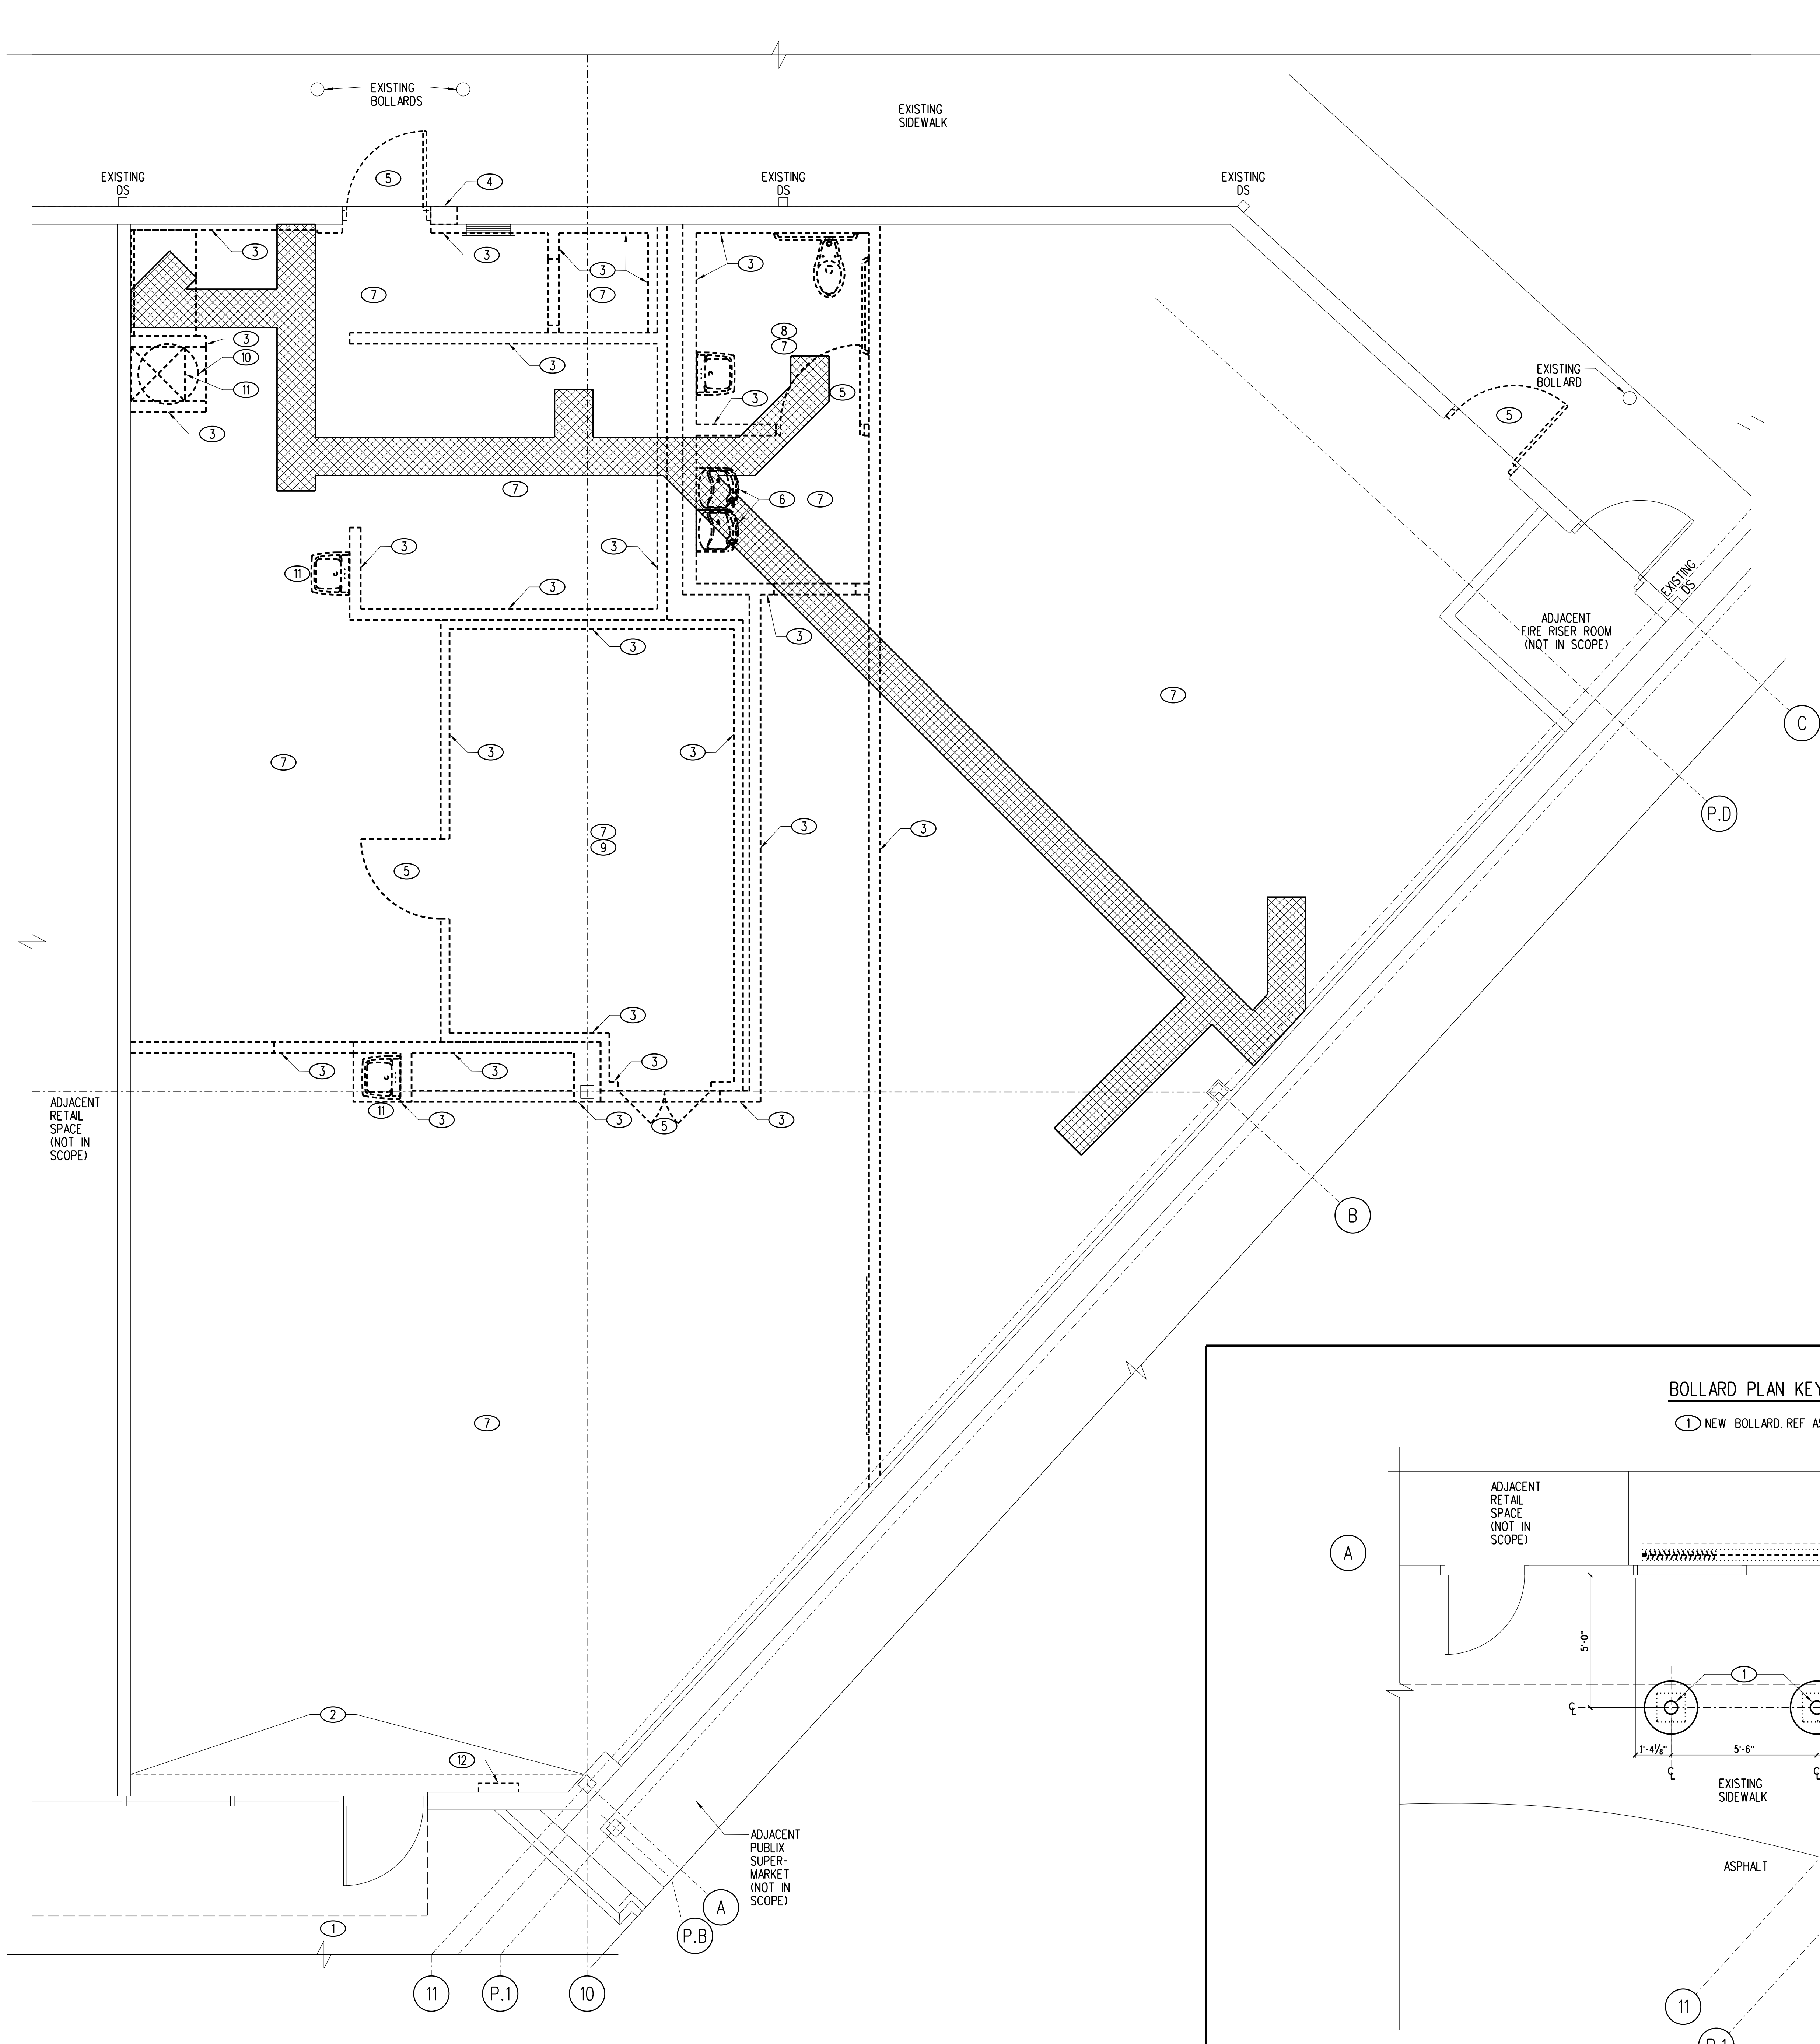 EXISTING
BOLLARDS
EXISTING
SIDEWALK
EXISTING
DS
5
4
EXISTING
DS
EXISTING
DS
3
3
3
3
7
7
8
7
3
10
11
3
3
3
5
EXISTING
BOLLARD
5
3
7
6
7
3
3
11
3
EXISTING
DS
ADJACENT
FIRE RISER ROOM
(NOT IN SCOPE)
3
3
7
C
3
3
7
P.D
7
9
3
3
5
3
3
3
3
11
3
3
5
3
ADJACENT
RETAIL
SPACE
(NOT IN
SCOPE)
B
7
BOLLARD PLAN KEY
1 NEW BOLLARD. REF
ADJACENT
RETAIL
SPACE
(NOT IN
SCOPE)
A
5'-0"
1
℄
1'-4⅛"
5'-6"
℄
℄
EXISTING
SIDEWALK
ASPHALT
2
12
ADJACENT
PUBLIX
SUPER-
MARKET
(NOT IN
SCOPE)
A
P.B
1
11
P.1
10
11
P.1